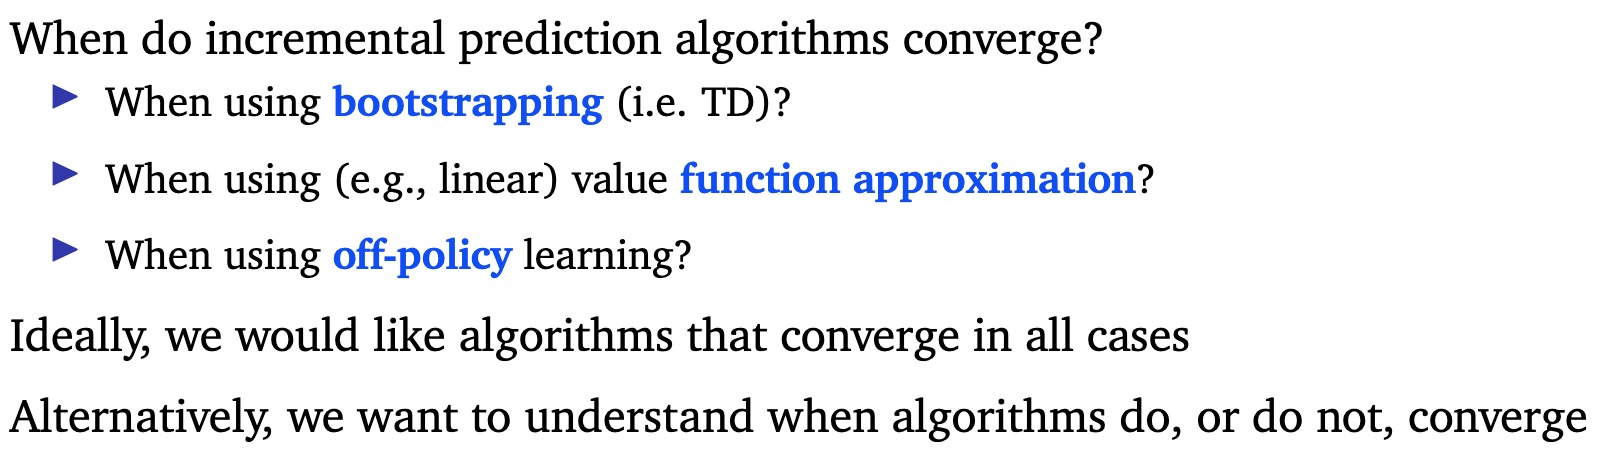 When do incremental prediction algorithms converge?
▶ When using bootstrapping (i.e. TD)?
▶ When using (e.g., linear) value function approximation?
▶ When using off-policy learning?
Ideally, we would like algorithms that converge in all cases
Alternatively, we want to understand when algorithms do, or do not, converge